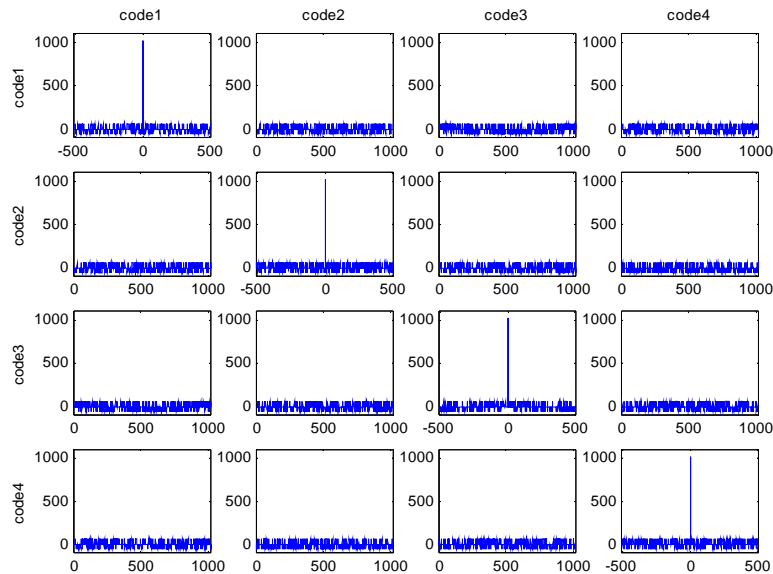 code1 code2 code3 code4
code1
1000 1000 1000 1000
500 500 500 500
0 0 0 0
-500 0 500 0 500 1000 0 500 1000 0 500 1000
code2
1000 1000 1000 1000
500 500 500 500
0 0 0 0
0 500 1000 -500 0 500 0 500 1000 0 500 1000
code3
1000 1000 1000 1000
500 500 500 500
0 0 0 0
0 500 1000 0 500 1000 -500 0 500 0 500 1000
code4
1000 1000 1000 1000
500 500 500 500
0 0 0 0
0 500 1000 0 500 1000 0 500 1000 -500 0 500